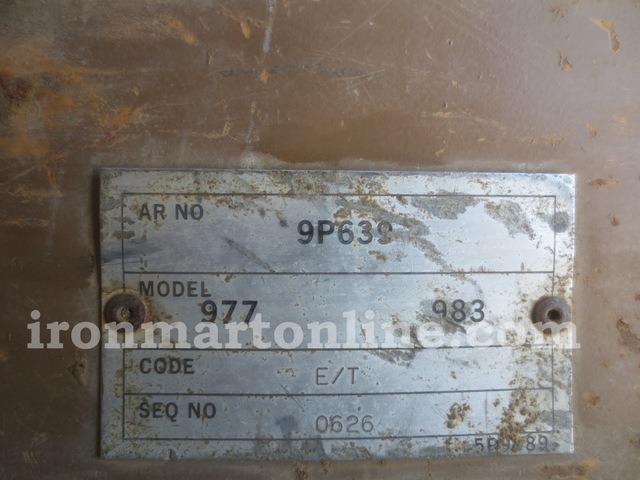 AR NO 9P639
MODEL
977 983
ironmartonline.com
CODE E/T
SEQ NO 0626